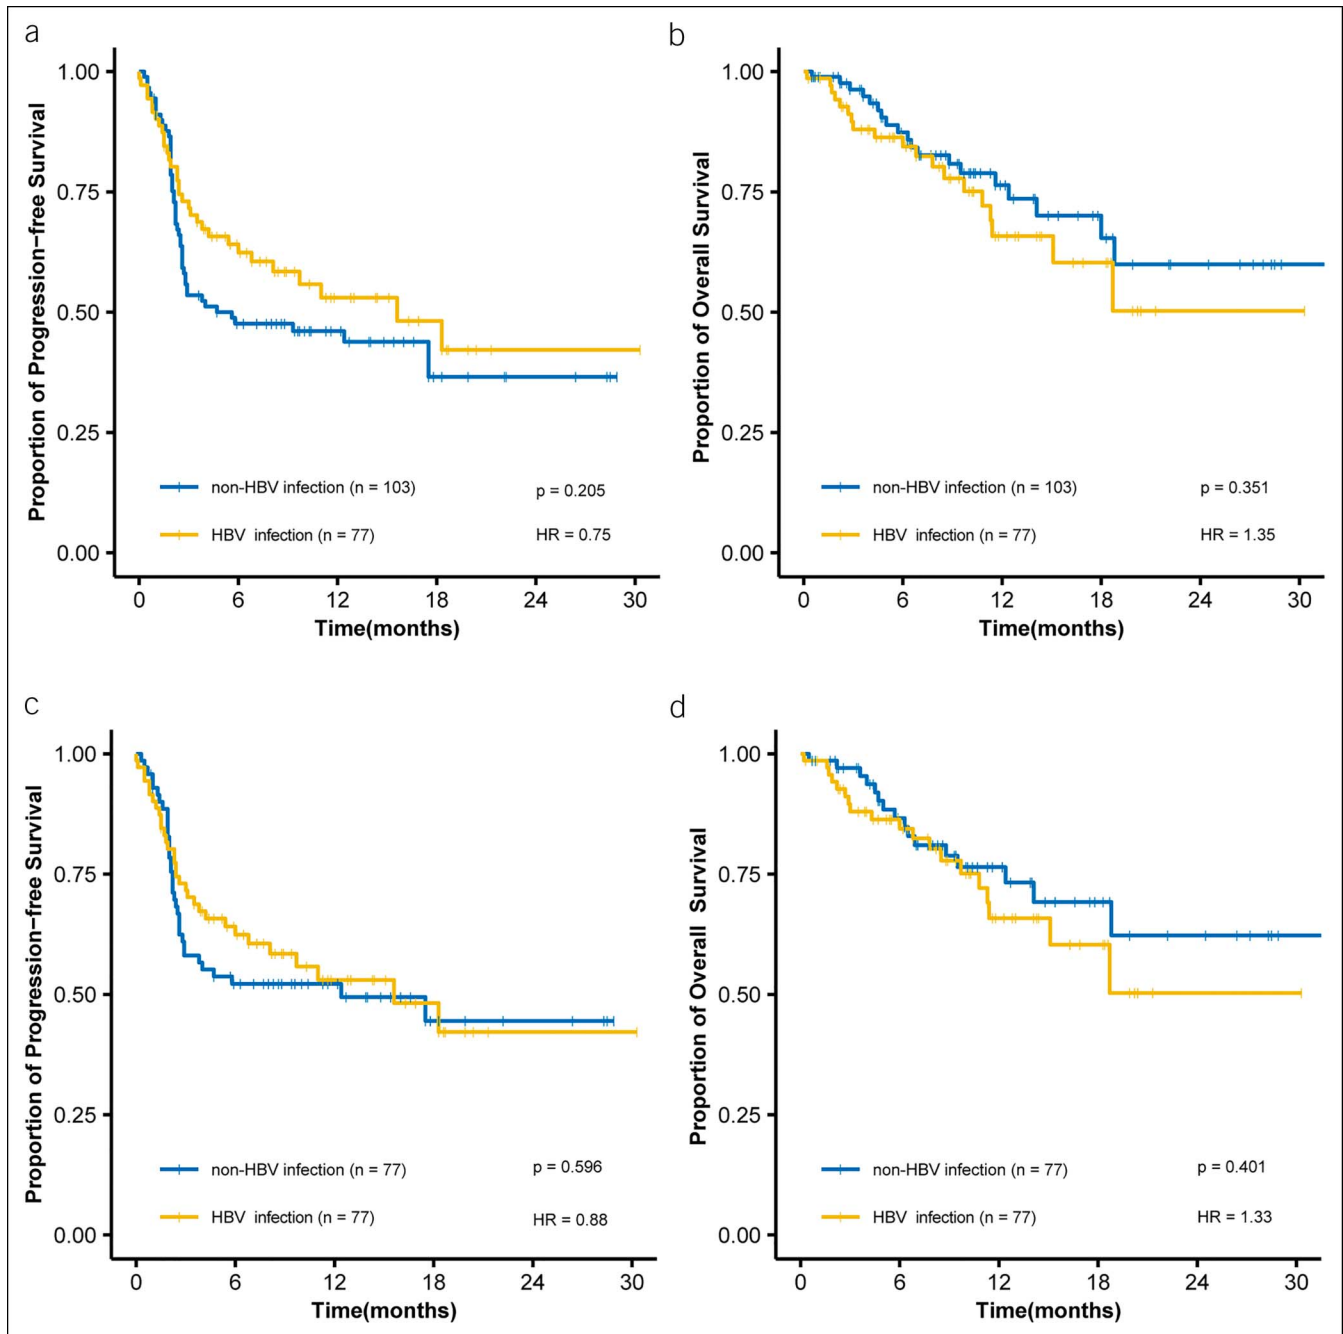 a
Proportion of Progression-free Survival
1.00
0.75
0.50
0.25
0.00
non-HBV infection (n = 103)
p = 0.205
HBV infection (n = 77)
HR = 0.75
0 6 12 18 24 30
Time(months)
b
Proportion of Overall Survival
1.00
0.75
0.50
0.25
0.00
non-HBV infection (n = 103)
p = 0.351
HBV infection (n = 77)
HR = 1.35
0 6 12 18 24 30
Time(months)
c
Proportion of Progression-free Survival
1.00
0.75
0.50
0.25
0.00
non-HBV infection (n = 77)
p = 0.596
HBV infection (n = 77)
HR = 0.88
0 6 12 18 24 30
Time(months)
d
Proportion of Overall Survival
1.00
0.75
0.50
0.25
0.00
non-HBV infection (n = 77)
p = 0.401
HBV infection (n = 77)
HR = 1.33
0 6 12 18 24 30
Time(months)